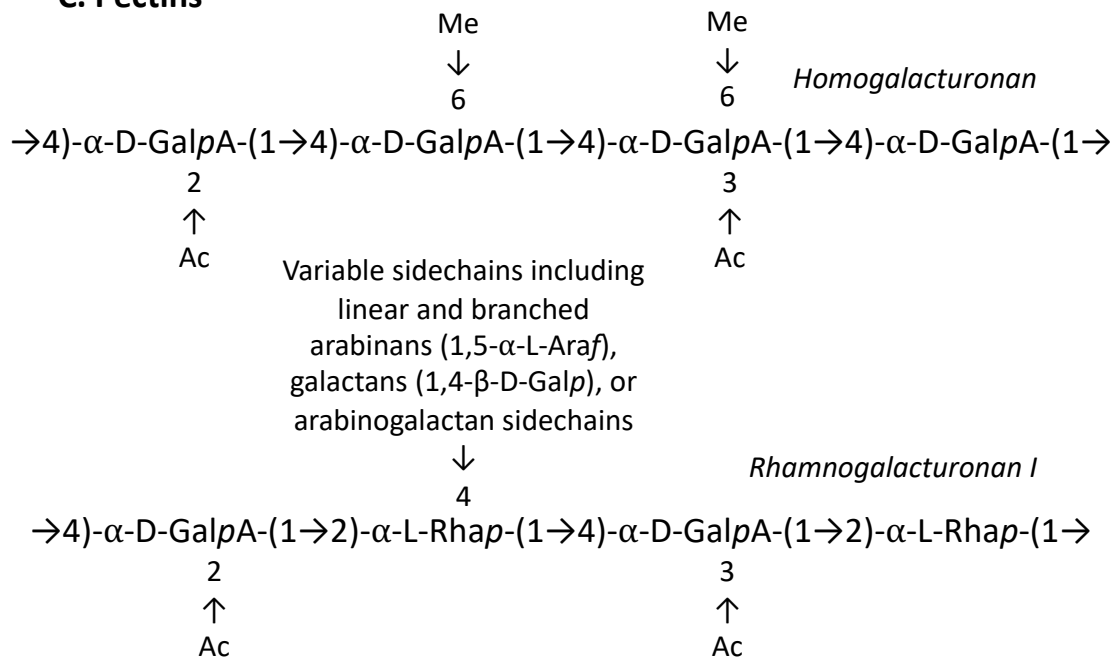 C. Pectins
Me Me
↓ ↓
6 6
Homogalacturonan
→4)-α-D-GalpA-(1→4)-α-D-GalpA-(1→4)-α-D-GalpA-(1→4)-α-D-GalpA-(1→
2 3
↑ ↑
Ac Ac
Variable sidechains including
linear and branched
arabinans (1,5-α-L-Araf),
galactans (1,4-β-D-Galp), or
arabinogalactan sidechains
↓
Rhamnogalacturonan I
4
→4)-α-D-GalpA-(1→2)-α-L-Rhap-(1→4)-α-D-GalpA-(1→2)-α-L-Rhap-(1→
2 3
↑ ↑
Ac Ac